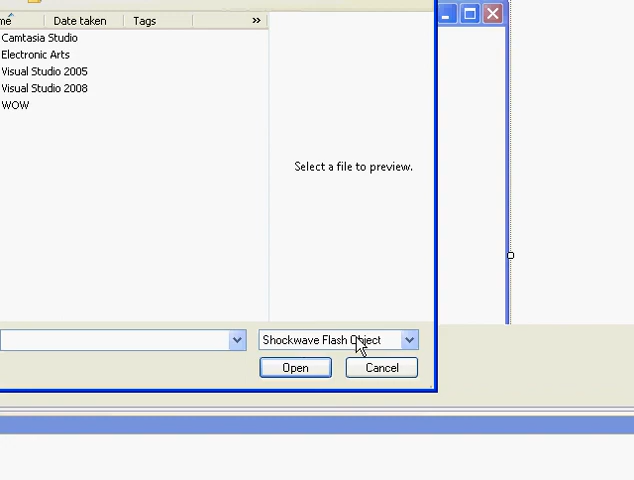 me Date taken Tags »
Camtasia Studio
Electronic Arts
Visual Studio 2005
Visual Studio 2008
WOW
Select a file to preview.
Shockwave Flash Object
Open Cancel